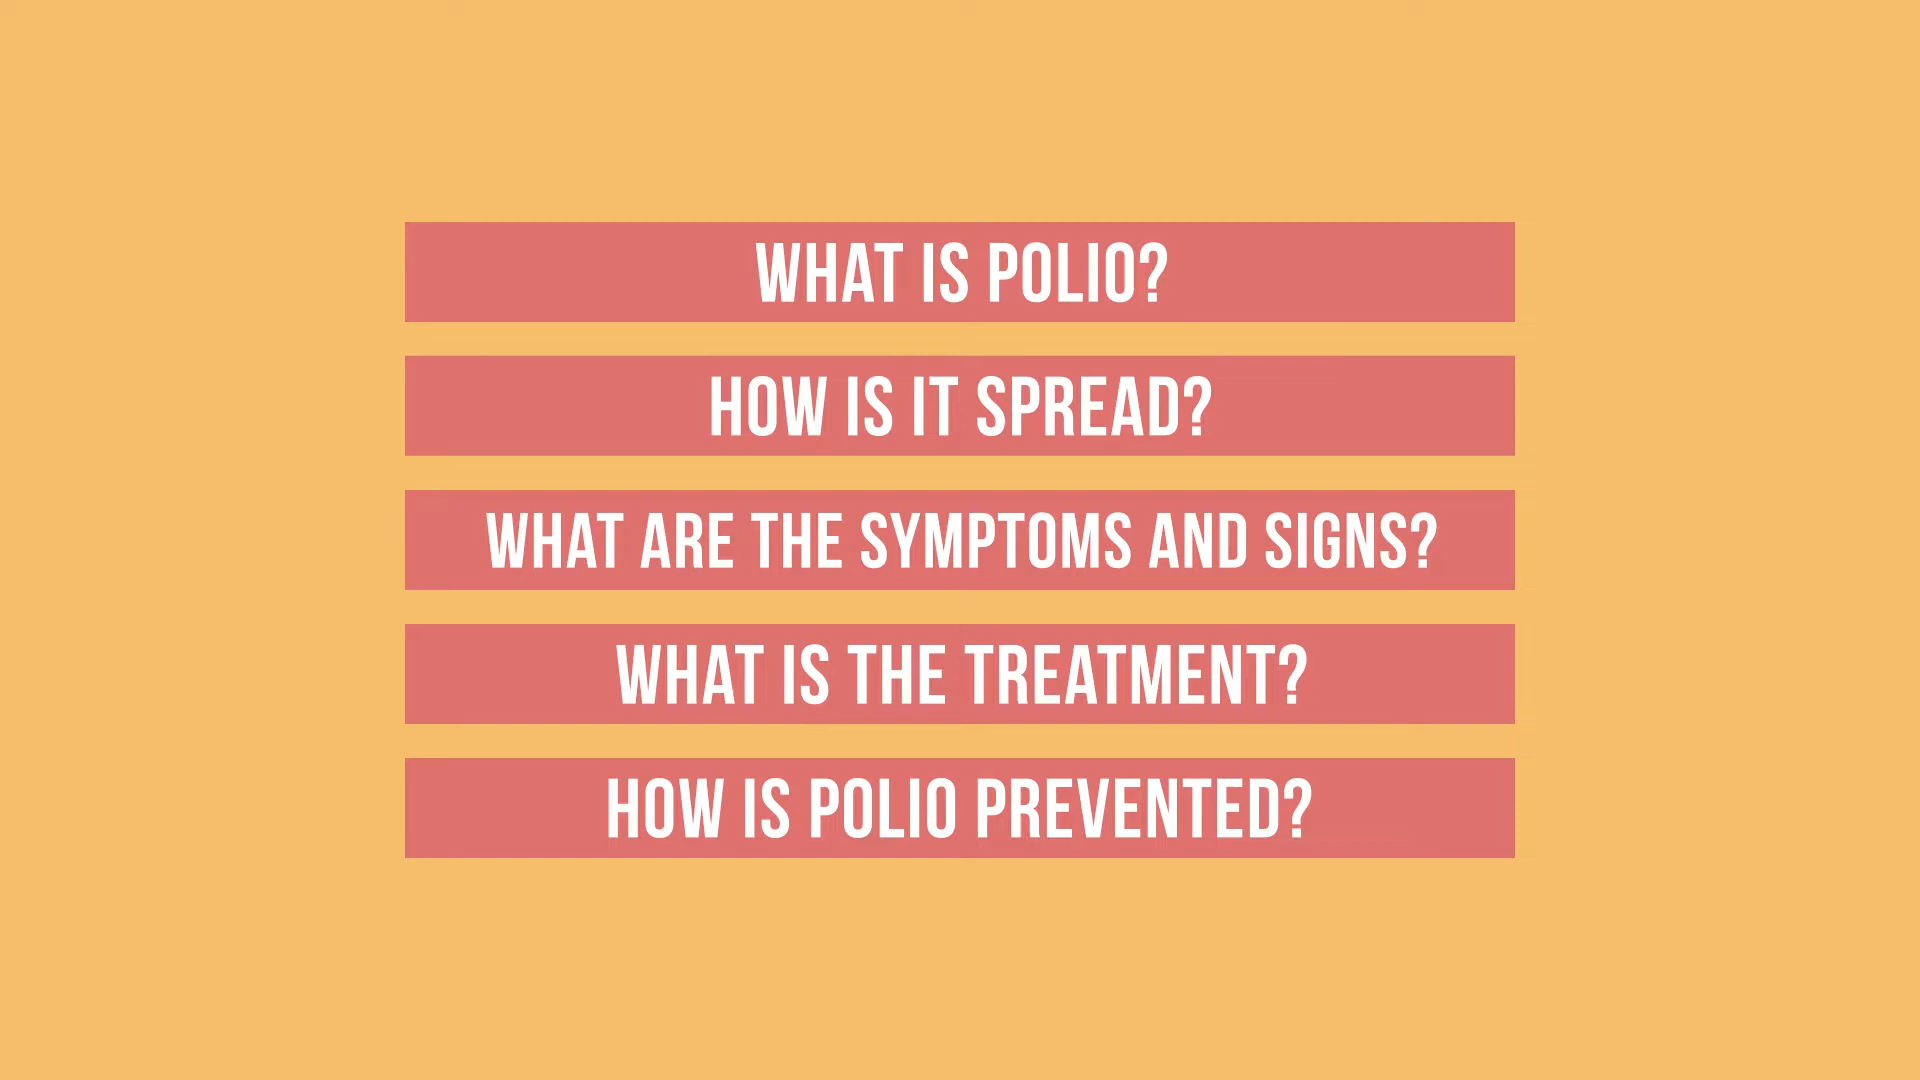 WHAT IS POLIO?
HOW IS IT SPREAD?
WHAT ARE THE SYMPTOMS AND SIGNS?
WHAT IS THE TREATMENT?
HOW IS POLIO PREVENTED?